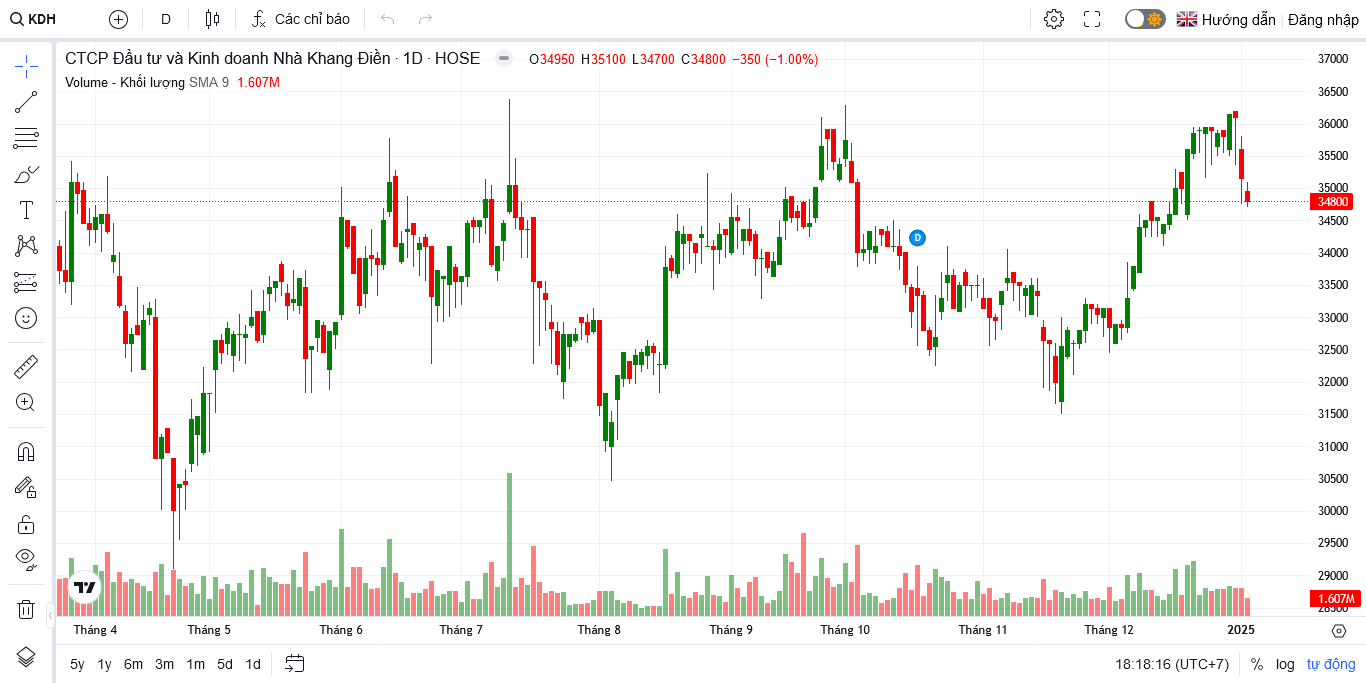 KDH D Các chỉ báo Hướng dẫn Đăng nhập
CTCP Đầu tư và Kinh doanh Nhà Khang Điền · 1D · HOSE O34950 H35100 L34700 C34800 −350 (−1.00%)
Volume - Khối lượng SMA 9 1.607M
37000
36500
36000
35500
35000
34800
34500
D
34000
33500
33000
32500
32000
31500
31000
30500
30000
29500
29000
1.607M
28500
Tháng 4 Tháng 5 Tháng 6 Tháng 7 Tháng 8 Tháng 9 Tháng 10 Tháng 11 Tháng 12 2025
5y 1y 6m 3m 1m 5d 1d 18:18:16 (UTC+7) % log tự động